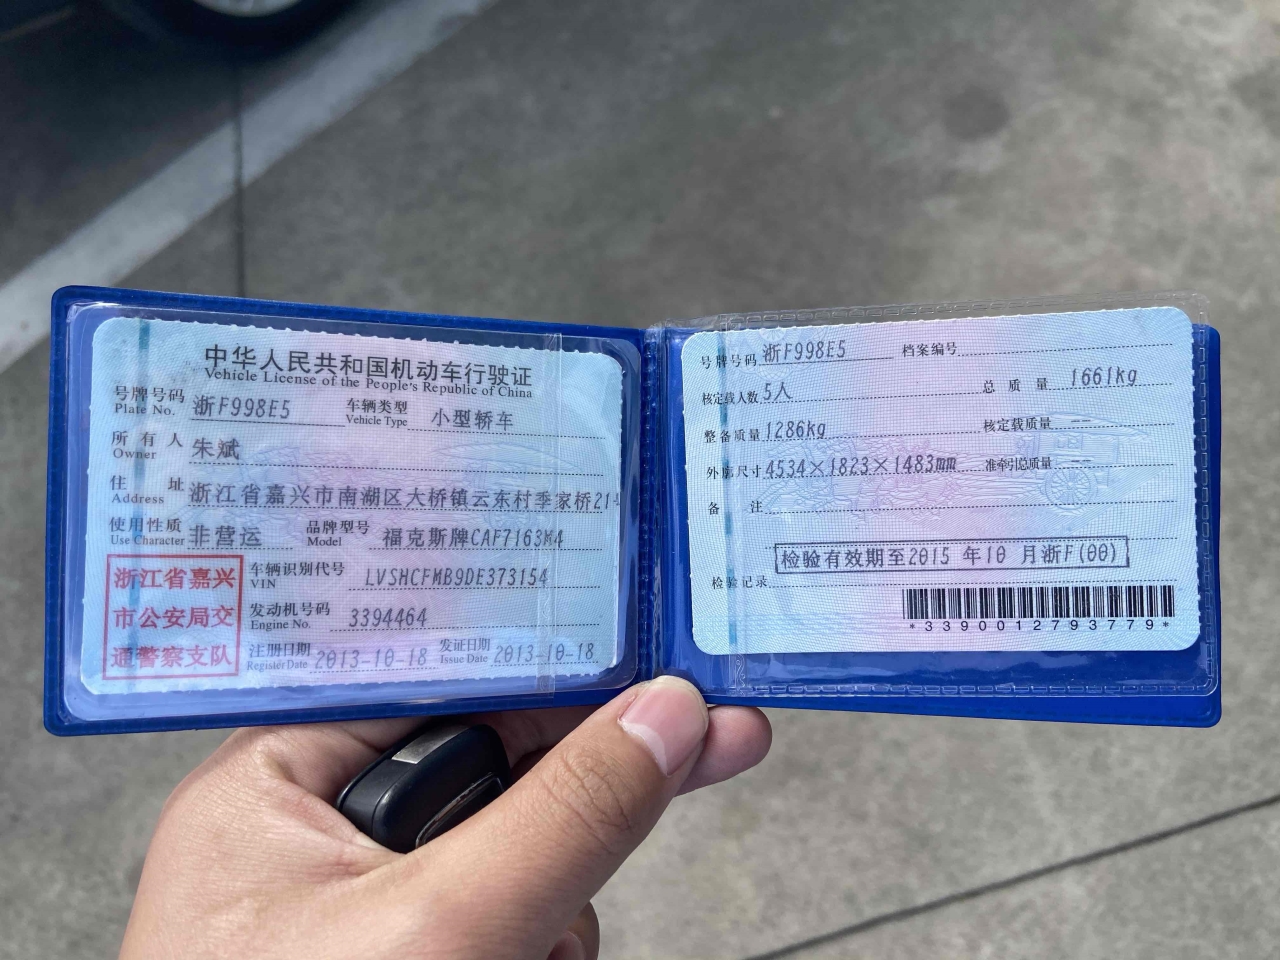 中华人民共和国机动车行驶证
Vehicle License of the People's Republic of China
号牌号码 浙F998E5 车辆类型 小型轿车
Plate No. Vehicle Type
所有人 朱斌
Owner
住址 浙江省嘉兴市南湖区大桥镇云东村季家桥21号
Address
使用性质 非营运 品牌型号 福克斯牌CAF7163M4
Use Character Model
浙江省嘉兴
市公安局交
通警察支队
车辆识别代号 LVSHCFMB9DE373154
VIN
发动机号码 3394464
Engine No.
注册日期 2013-10-18 发证日期 2013-10-18
Register Date Issue Date
号牌号码 浙F998E5 档案编号
核定载人数 5人 总质量 1661kg
整备质量 1286kg 核定载质量 --
外廓尺寸 4534×1823×1483mm 准牵引总质量 --
备注
检验有效期至2015 年10 月浙F(00)
检验记录
*3390012793779*